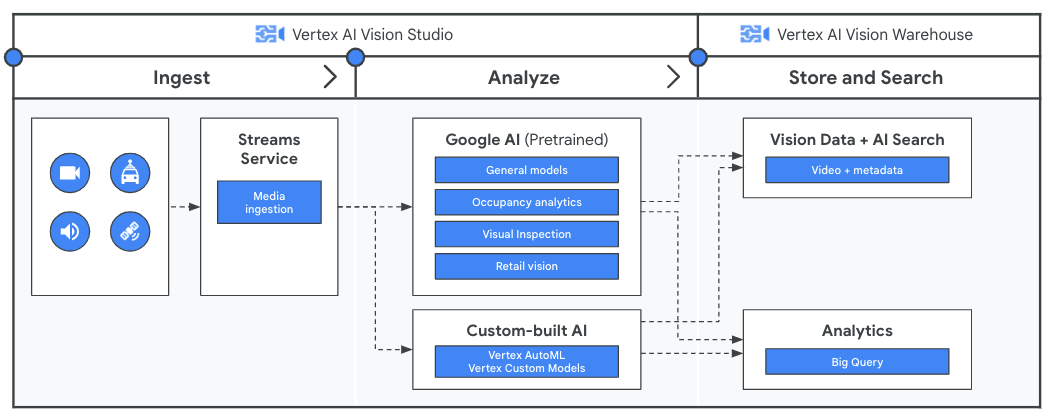 Vertex AI Vision Studio
Vertex AI Vision Warehouse
Ingest
Analyze
Store and Search
Streams
Service
Media
ingestion
Google AI (Pretrained)
General models
Occupancy analytics
Visual Inspection
Retail vision
Custom-built AI
Vertex AutoML
Vertex Custom Models
Vision Data + AI Search
Video + metadata
Analytics
Big Query